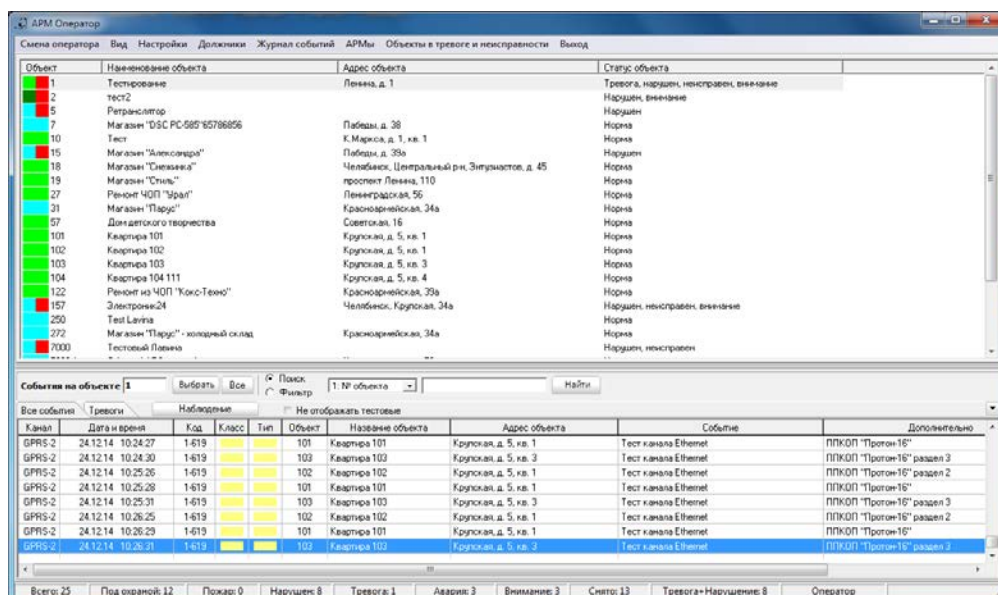 АРМ Оператор
Смена оператора Вид Настройки Должники Журнал событий АРМы Объекты в тревоге и неисправности Выход
Объект Наименование объекта Адрес объекта Статус объекта
1 Тестирование Ленина, д. 1 Тревога, нарушен, неисправен, внимание
2 тест2 Нарушен, внимание
5 Ретранслятор Нарушен
7 Магазин "DSC PC-585"65786856 Победы, д. 38 Норма
10 Тест К.Маркса, д. 1, кв. 1 Норма
15 Магазин "Александра" Победы, д. 39а Нарушен
18 Магазин "Снежинка" Челябинск, Центральный р-н, Энтузиастов, д. 45 Норма
19 Магазин "Стиль" проспект Ленина, 110 Норма
27 Ремонт ЧОП "Урал" Ленинградская, 56 Норма
31 Магазин "Парус" Красноармейская, 34а Норма
57 Дом детского творчества Советская, 16 Норма
101 Квартира 101 Крупская, д. 5, кв. 1 Норма
102 Квартира 102 Крупская, д. 5, кв. 1 Норма
103 Квартира 103 Крупская, д. 5, кв. 3 Норма
104 Квартира 104 111 Крупская, д. 5, кв. 4 Норма
122 Ремонт из ЧОП "Кокс-Техно" Красноармейская, 39а Норма
157 Электроник24 Челябинск, Крупская, 34а Нарушен, неисправен, внимание
250 Test Lavina Норма
272 Магазин "Парус" - холодный склад Красноармейская, 34а Норма
7000 Тестовый Лавина Нарушен, неисправен
События на объекте 1 Выбрать Все Поиск Фильтр 1: № объекта Найти
Все события Тревоги Наблюдение Не отображать тестовые
Канал Дата и время Код Класс Тип Объект Название объекта Адрес объекта Событие Дополнительно
GPRS-2 24.12.14 10:24:27 1-619 101 Квартира 101 Крупская, д. 5, кв. 1 Тест канала Ethernet ППКОП "Протон-16"
GPRS-2 24.12.14 10:24:30 1-619 103 Квартира 103 Крупская, д. 5, кв. 3 Тест канала Ethernet ППКОП "Протон-16" раздел 3
GPRS-2 24.12.14 10:25:26 1-619 102 Квартира 102 Крупская, д. 5, кв. 1 Тест канала Ethernet ППКОП "Протон-16" раздел 2
GPRS-2 24.12.14 10:25:28 1-619 101 Квартира 101 Крупская, д. 5, кв. 1 Тест канала Ethernet ППКОП "Протон-16"
GPRS-2 24.12.14 10:25:31 1-619 103 Квартира 103 Крупская, д. 5, кв. 3 Тест канала Ethernet ППКОП "Протон-16" раздел 3
GPRS-2 24.12.14 10:26:25 1-619 102 Квартира 102 Крупская, д. 5, кв. 1 Тест канала Ethernet ППКОП "Протон-16" раздел 2
GPRS-2 24.12.14 10:26:29 1-619 101 Квартира 101 Крупская, д. 5, кв. 1 Тест канала Ethernet ППКОП "Протон-16"
GPRS-2 24.12.14 10:26:31 1-619 103 Квартира 103 Крупская, д. 5, кв. 3 Тест канала Ethernet ППКОП "Протон-16" раздел 3
Всего: 25 Под охраной: 12 Пожар: 0 Нарушен: 8 Тревога: 1 Авария: 3 Внимание: 3 Снято: 13 Тревога+Нарушение: 8 Оператор